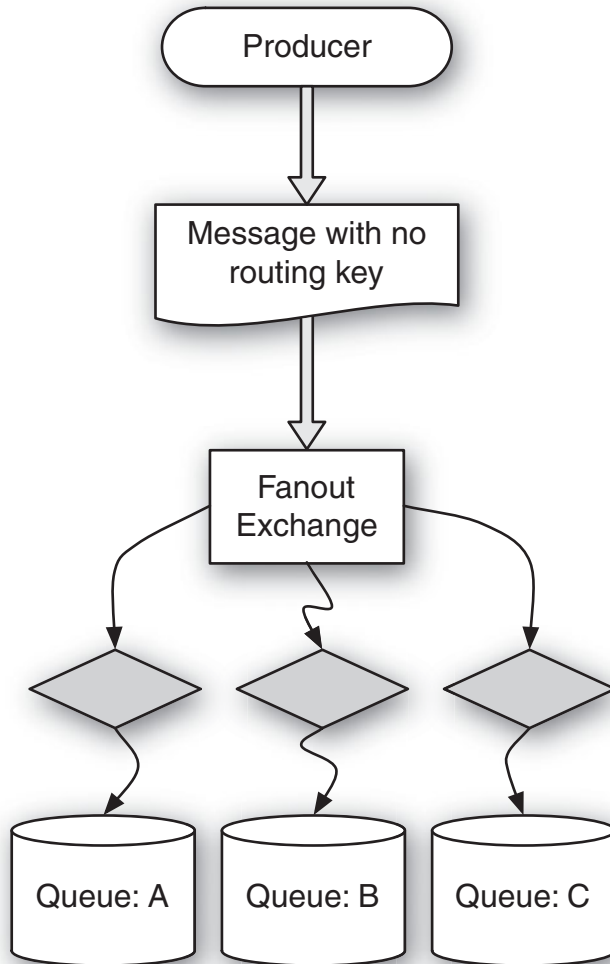 Producer
Message with no
routing key
Fanout
Exchange
Queue: A
Queue: B
Queue: C